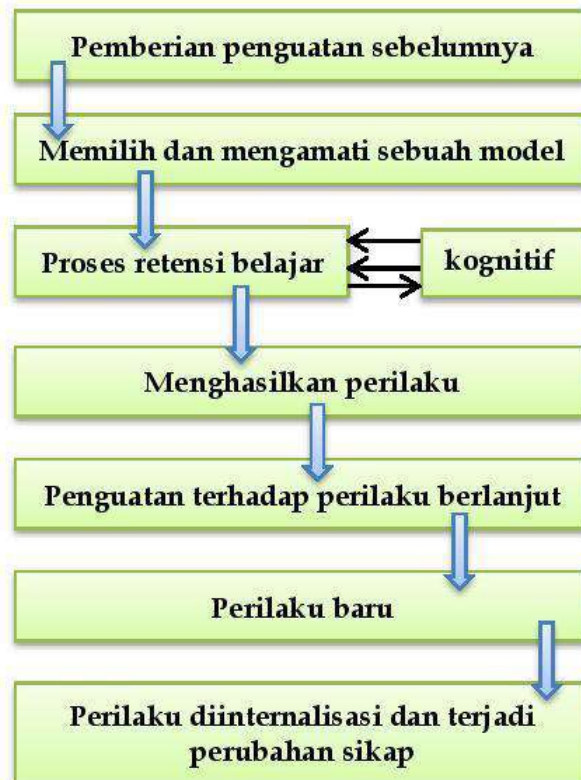 Pemberian penguatan sebelumnya
Memilih dan mengamati sebuah model
Proses retensi belajar
kognitif
Menghasilkan perilaku
Penguatan terhadap perilaku berlanjut
Perilaku baru
Perilaku diinternalisasi dan terjadi
perubahan sikap